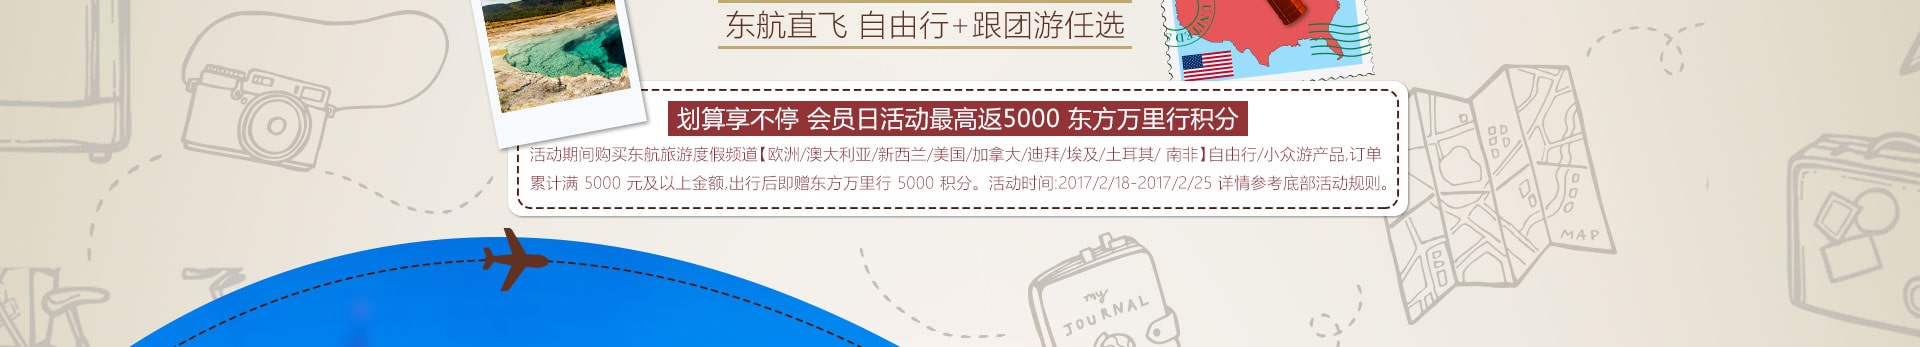 东航直飞 自由行+跟团游任选
UNITED S
划算享不停 会员日活动最高返5000 东方万里行积分
活动期间购买东航旅游度假频道【欧洲/澳大利亚/新西兰/美国/加拿大/迪拜/埃及/土耳其/ 南非】自由行/小众游产品,订单
累计满 5000 元及以上金额,出行后即赠东方万里行 5000 积分。活动时间:2017/2/18-2017/2/25 详情参考底部活动规则。
MAP
my
JOURNAL